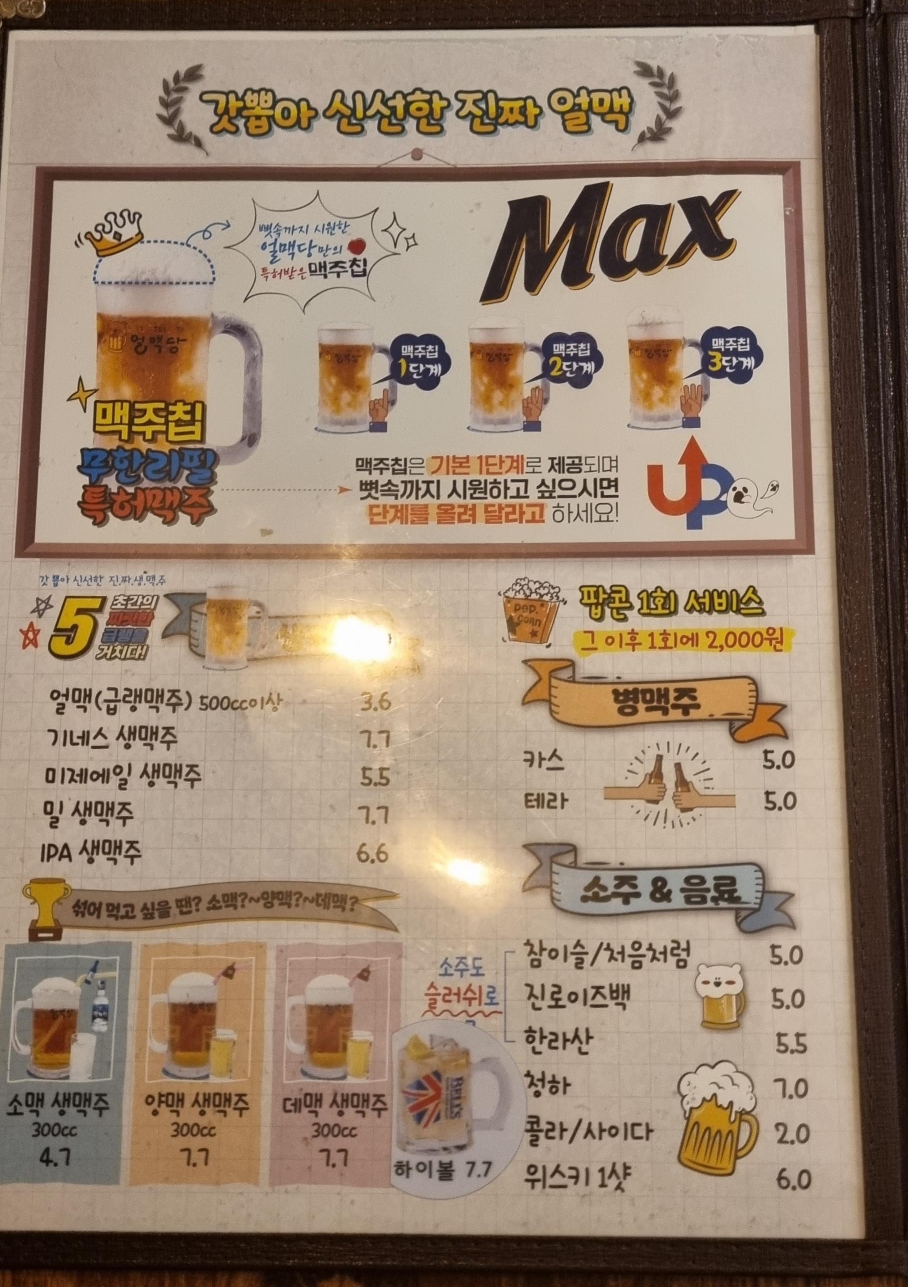 갓뽑아 신선한 진짜 얼맥
뼛속까지 시원한
얼맥당만의
특허받은 맥주칩
Max
얼맥당
맥주칩
1단계
맥주칩
2단계
맥주칩
3단계
맥주칩
무한리필
특허맥주
맥주칩은 기본 1단계로 제공되며
뼛속까지 시원하고 싶으시면
단계를 올려 달라고 하세요!
UP
갓뽑아 신선한 진.짜.생.맥.주
5
초간의
짜릿한
급랭을
거치다!
얼맥(급랭맥주) 500cc이상 3.6
기네스 생맥주 7.7
미제에일 생맥주 5.5
밀 생맥주 7.7
IPA 생맥주 6.6
섞어 먹고 싶을 땐? 소맥?~양맥?~데맥?
소맥 생맥주
300cc
4.7
양맥 생맥주
300cc
7.7
데맥 생맥주
300cc
7.7
하이볼 7.7
POP CORN
팝콘 1회 서비스
그 이후 1회에 2,000원
병맥주
카스 5.0
테라 5.0
소주 & 음료
소주도
슬러쉬로
참이슬/처음처럼 5.0
진로이즈백 5.0
한라산 5.5
청하 7.0
콜라/사이다 2.0
위스키 1샷 6.0